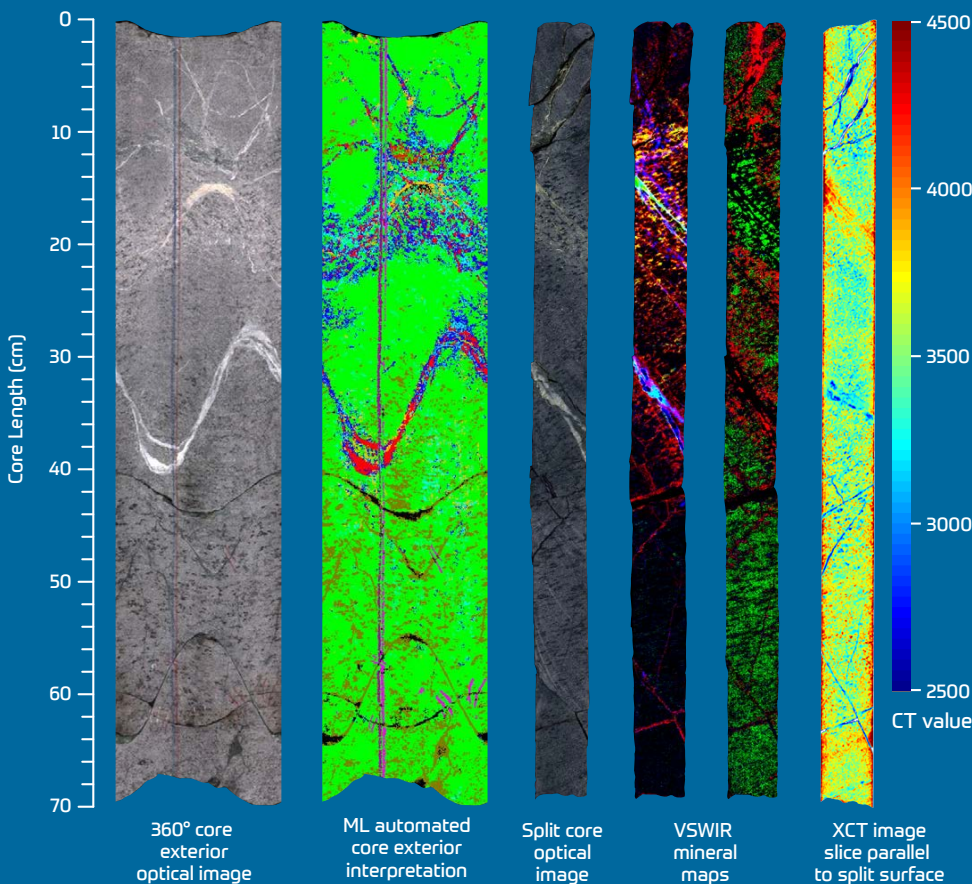 0
10
20
30
40
50
60
70
Core Length (cm)
4500
4000
3500
3000
2500
CT value
360° core
exterior
optical image
ML automated
core exterior
interpretation
Split core
optical
image
VSWIR
mineral
maps
XCT image
slice parallel
to split surface